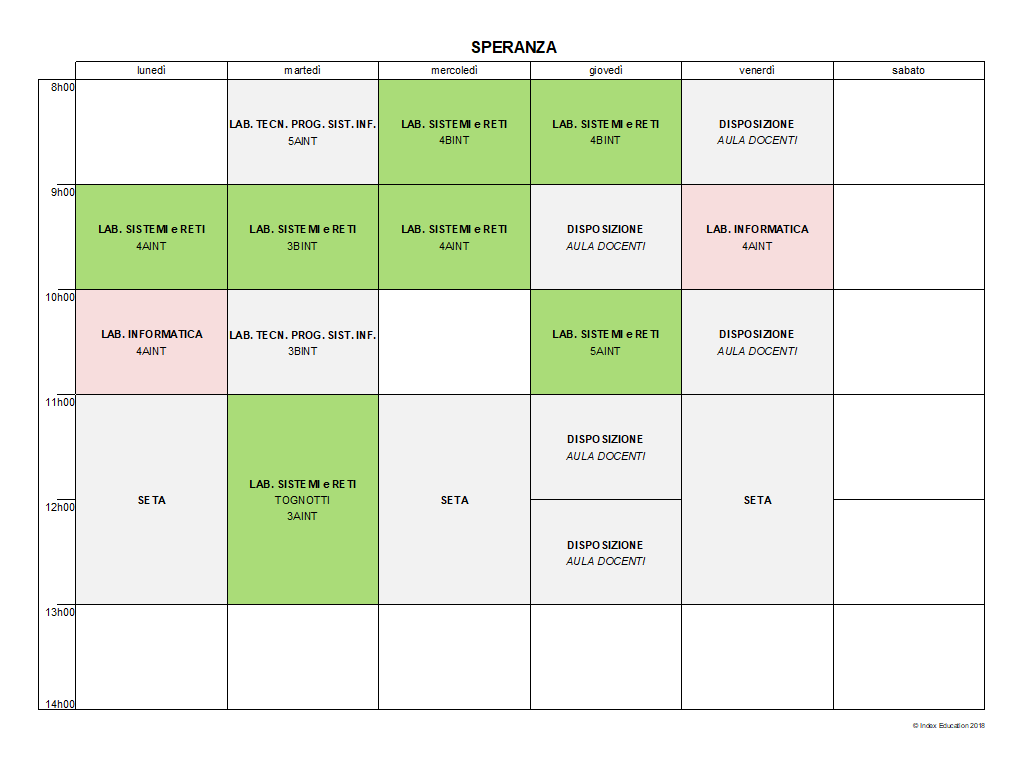 SPERANZA
lunedì martedì mercoledì giovedì venerdì sabato
8h00
LAB. TECN. PROG. SIST. INF. LAB. SISTEMI e RETI LAB. SISTEMI e RETI DISPOSIZIONE
5AINT 4BINT 4BINT AULA DOCENTI
9h00
LAB. SISTEMI e RETI LAB. SISTEMI e RETI LAB. SISTEMI e RETI DISPOSIZIONE LAB. INFORMATICA
4AINT 3BINT 4AINT AULA DOCENTI 4AINT
10h00
LAB. INFORMATICA LAB. TECN. PROG. SIST. INF. LAB. SISTEMI e RETI DISPOSIZIONE
4AINT 3BINT 5AINT AULA DOCENTI
11h00
DISPOSIZIONE
AULA DOCENTI
LAB. SISTEMI e RETI
SETA TOGNOTTI SETA SETA
12h00
3AINT
DISPOSIZIONE
AULA DOCENTI
13h00
14h00
© Index Education 2018